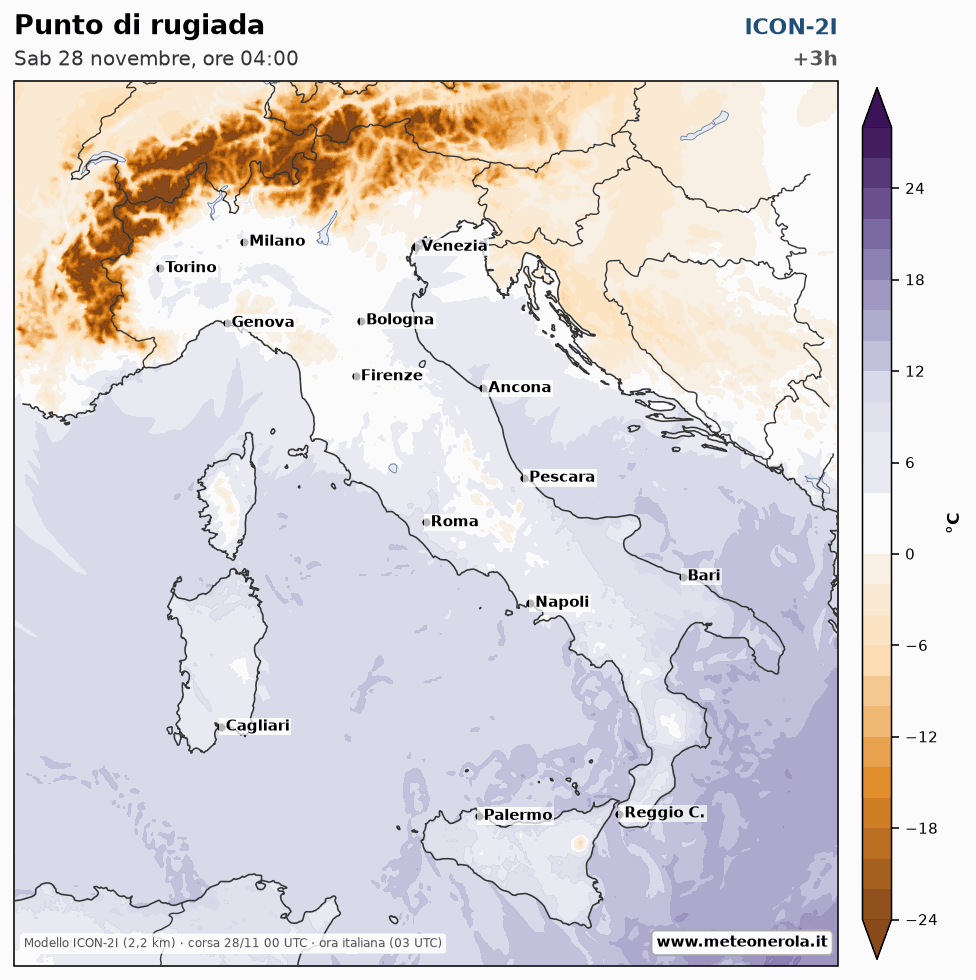 Punto di rugiada
ICON-2I
Sab 28 novembre, ore 04:00
+3h
Milano
Venezia
Torino
Genova
Bologna
Firenze
Ancona
Pescara
Roma
Bari
Napoli
Cagliari
Palermo
Reggio C.
24
18
12
6
0
−6
−12
−18
−24
°C
Modello ICON-2I (2,2 km) · corsa 28/11 00 UTC · ora italiana (03 UTC)
www.meteonerola.it